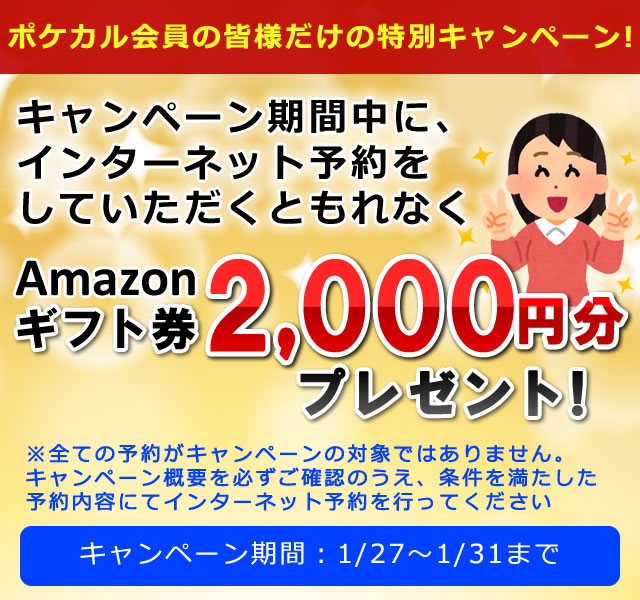 ポケカル会員の皆様だけの特別キャンペーン!
キャンペーン期間中に、
インターネット予約を
していただくともれなく
Amazon
ギフト券2,000円分
プレゼント!
※全ての予約がキャンペーンの対象ではありません。
キャンペーン概要を必ずご確認のうえ、条件を満たした
予約内容にてインターネット予約を行ってください
キャンペーン期間：1/27～1/31まで